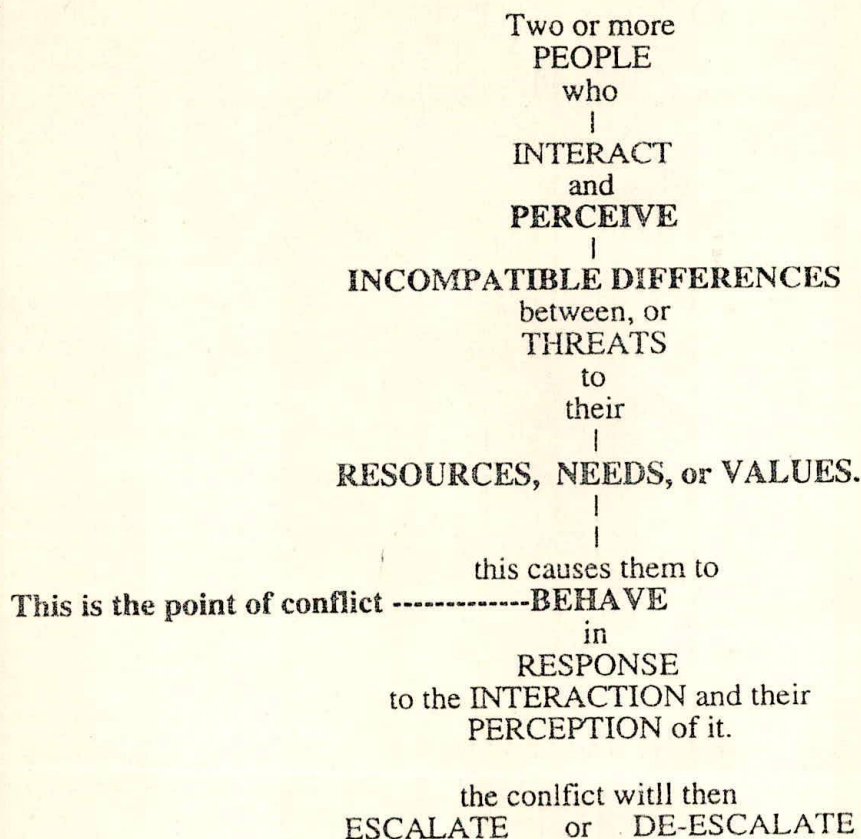 Two or more
PEOPLE
who
|
INTERACT
and
PERCEIVE
|
INCOMPATIBLE DIFFERENCES
between, or
THREATS
to
their
|
RESOURCES, NEEDS, or VALUES.
|
|
this causes them to
This is the point of conflict -------------BEHAVE
in
RESPONSE
to the INTERACTION and their
PERCEPTION of it.
the conlfict witll then
ESCALATE or DE-ESCALATE